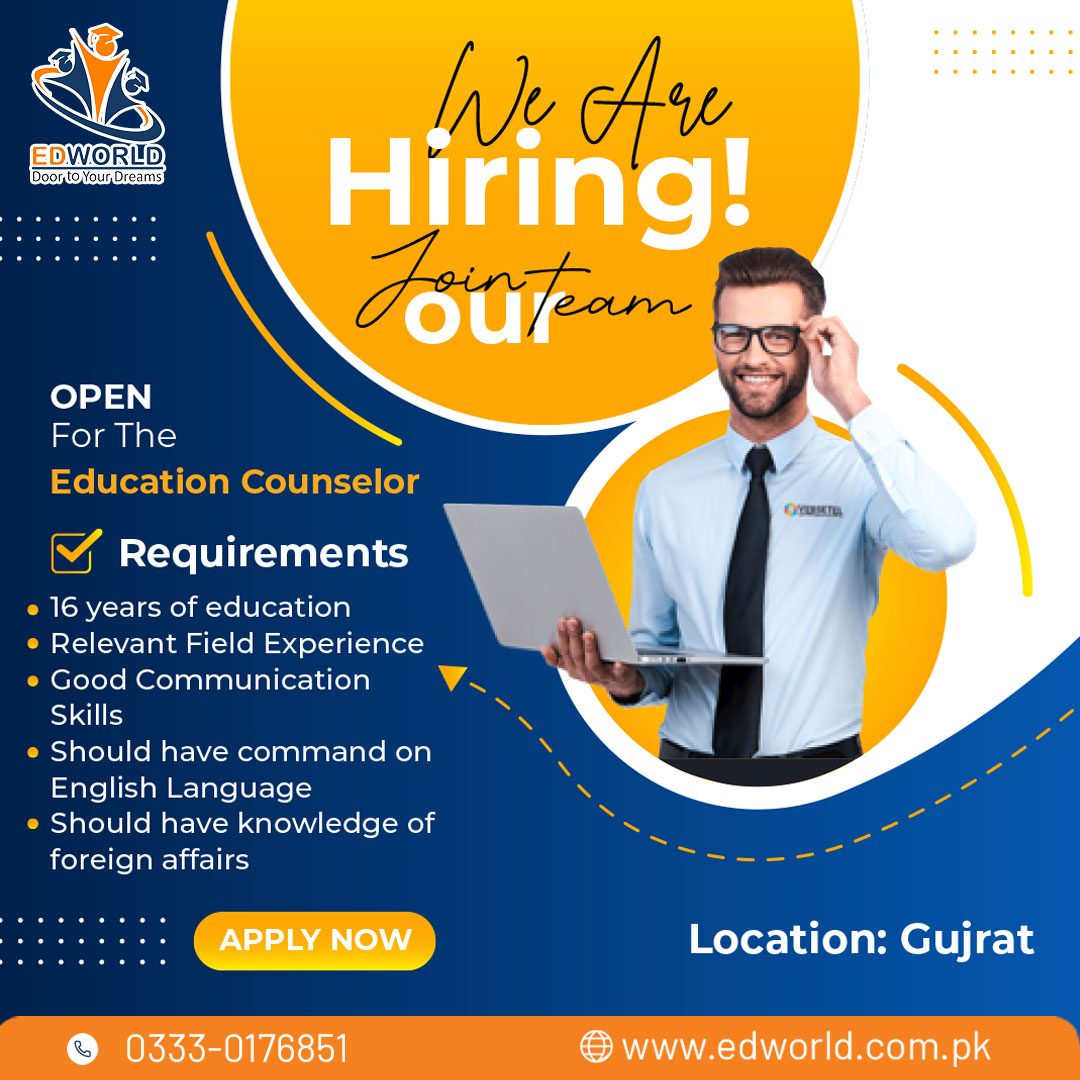 EDWORLD
Door to Your Dreams
We Are
Hiring!
Join our Team
OPEN
For The
Education Counselor
Requirements
16 years of education
Relevant Field Experience
Good Communication
Skills
Should have command on
English Language
Should have knowledge of
foreign affairs
APPLY NOW
Location: Gujrat
0333-0176851
www.edworld.com.pk